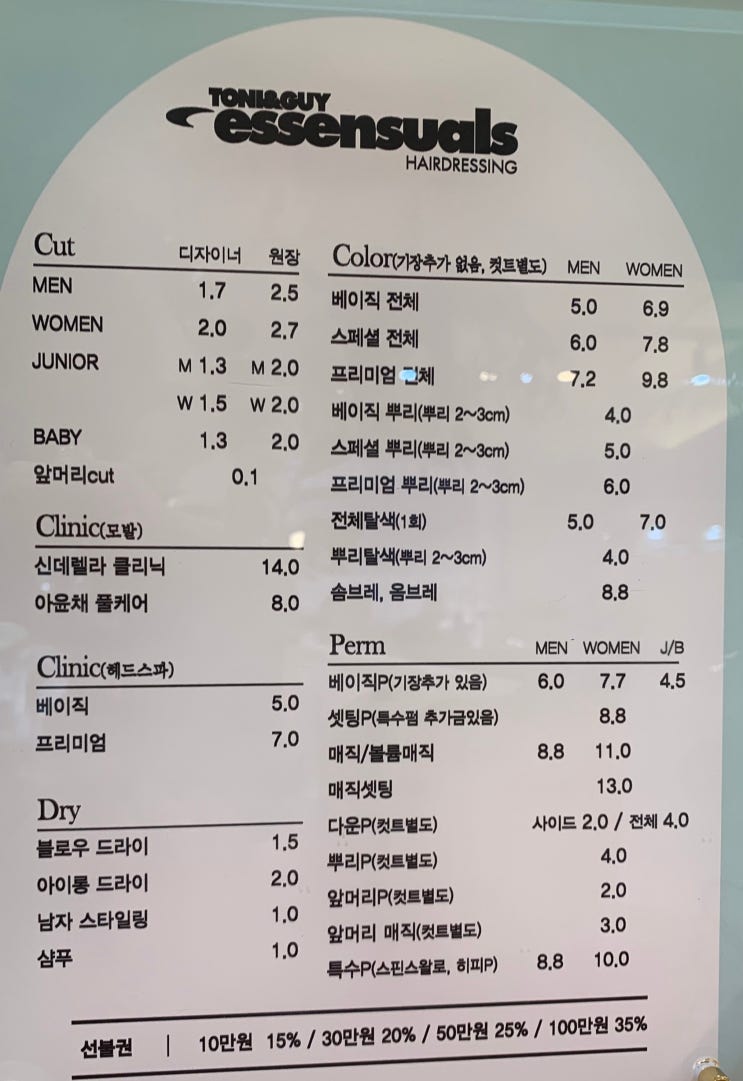 TONI&GUY
essensuals
HAIRDRESSING
Cut 디자이너 원장
MEN 1.7 2.5
WOMEN 2.0 2.7
JUNIOR M 1.3 M 2.0
W 1.5 W 2.0
BABY 1.3 2.0
앞머리cut 0.1
Clinic(모발)
신데렐라 클리닉 14.0
아윤채 풀케어 8.0
Clinic(헤드스파)
베이직 5.0
프리미엄 7.0
Dry
블로우 드라이 1.5
아이롱 드라이 2.0
남자 스타일링 1.0
샴푸 1.0
Color(기장추가 없음, 컷트별도) MEN WOMEN
베이직 전체 5.0 6.9
스페셜 전체 6.0 7.8
프리미엄 전체 7.2 9.8
베이직 뿌리(뿌리 2~3cm) 4.0
스페셜 뿌리(뿌리 2~3cm) 5.0
프리미엄 뿌리(뿌리 2~3cm) 6.0
전체탈색(1회) 5.0 7.0
뿌리탈색(뿌리 2~3cm) 4.0
솜브레, 옴브레 8.8
Perm MEN WOMEN J/B
베이직P(기장추가 있음) 6.0 7.7 4.5
셋팅P(특수펌 추가금있음) 8.8
매직/볼륨매직 8.8 11.0
매직셋팅 13.0
다운P(컷트별도) 사이드 2.0 / 전체 4.0
뿌리P(컷트별도) 4.0
앞머리P(컷트별도) 2.0
앞머리 매직(컷트별도) 3.0
특수P(스핀스왈로, 히피P) 8.8 10.0
선불권 | 10만원 15% / 30만원 20% / 50만원 25% / 100만원 35%